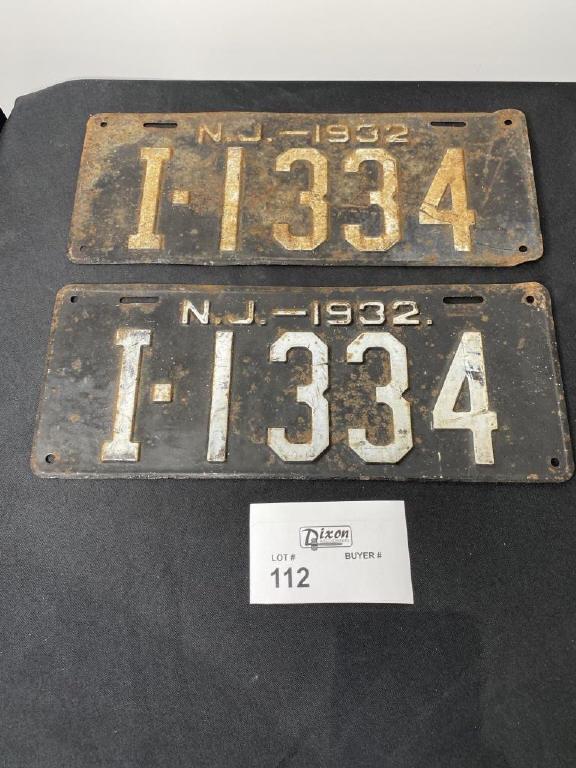 N.J.—1932
I-1334
N.J.—1932.
I-1334
Dixon
LOT # BUYER #
112